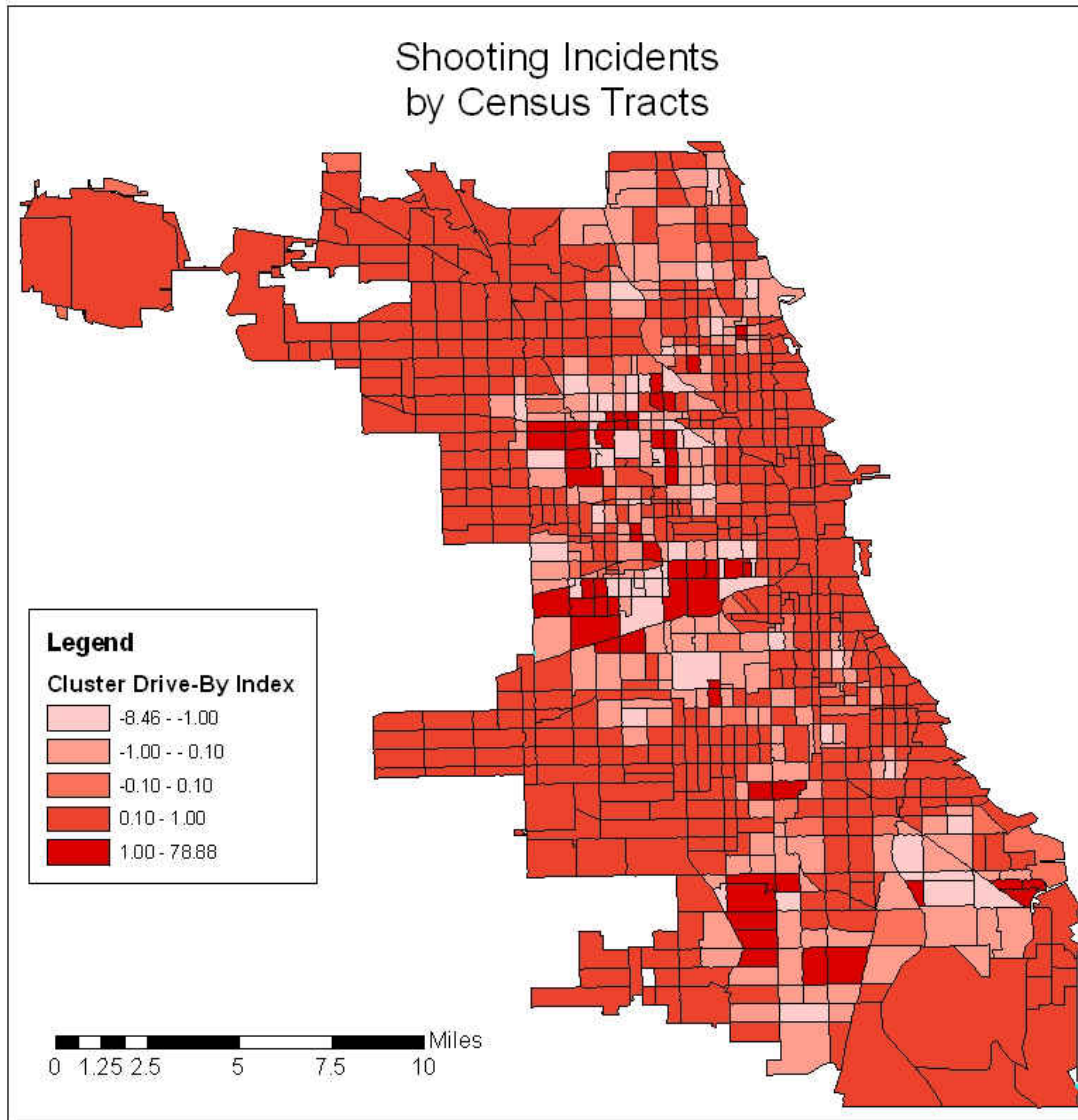 Shooting Incidents
by Census Tracts
Legend
Cluster Drive-By Index
-8.46 - -1.00
-1.00 - -0.10
-0.10 - 0.10
0.10 - 1.00
1.00 - 78.88
Miles
0 1.25 2.5 5 7.5 10